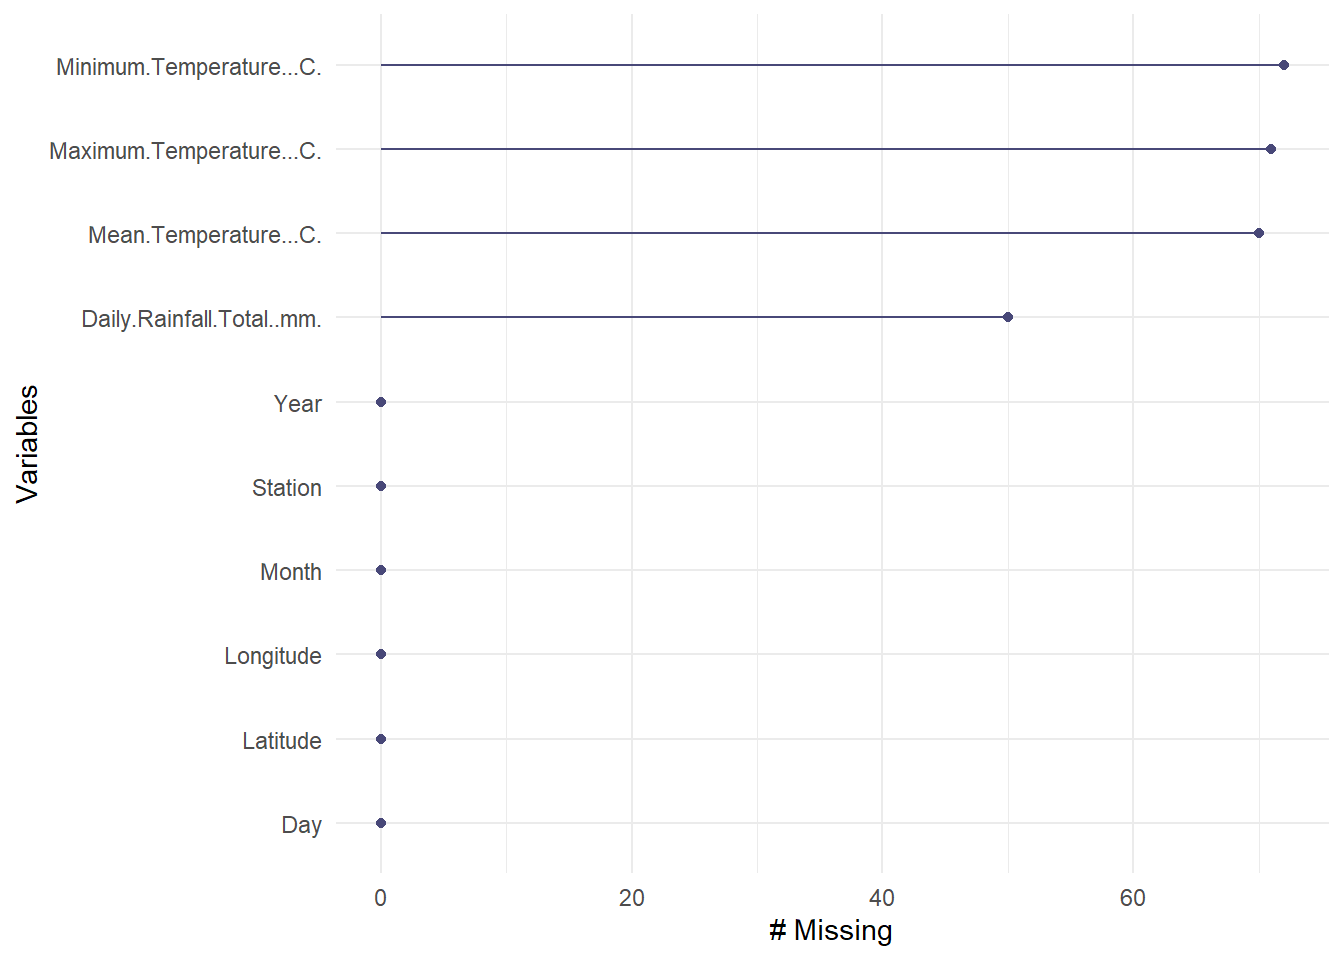 Minimum.Temperature...C.
Maximum.Temperature...C.
Mean.Temperature...C.
Daily.Rainfall.Total..mm.
Year
Station
Month
Longitude
Latitude
Day
Variables
0 20 40 60
# Missing